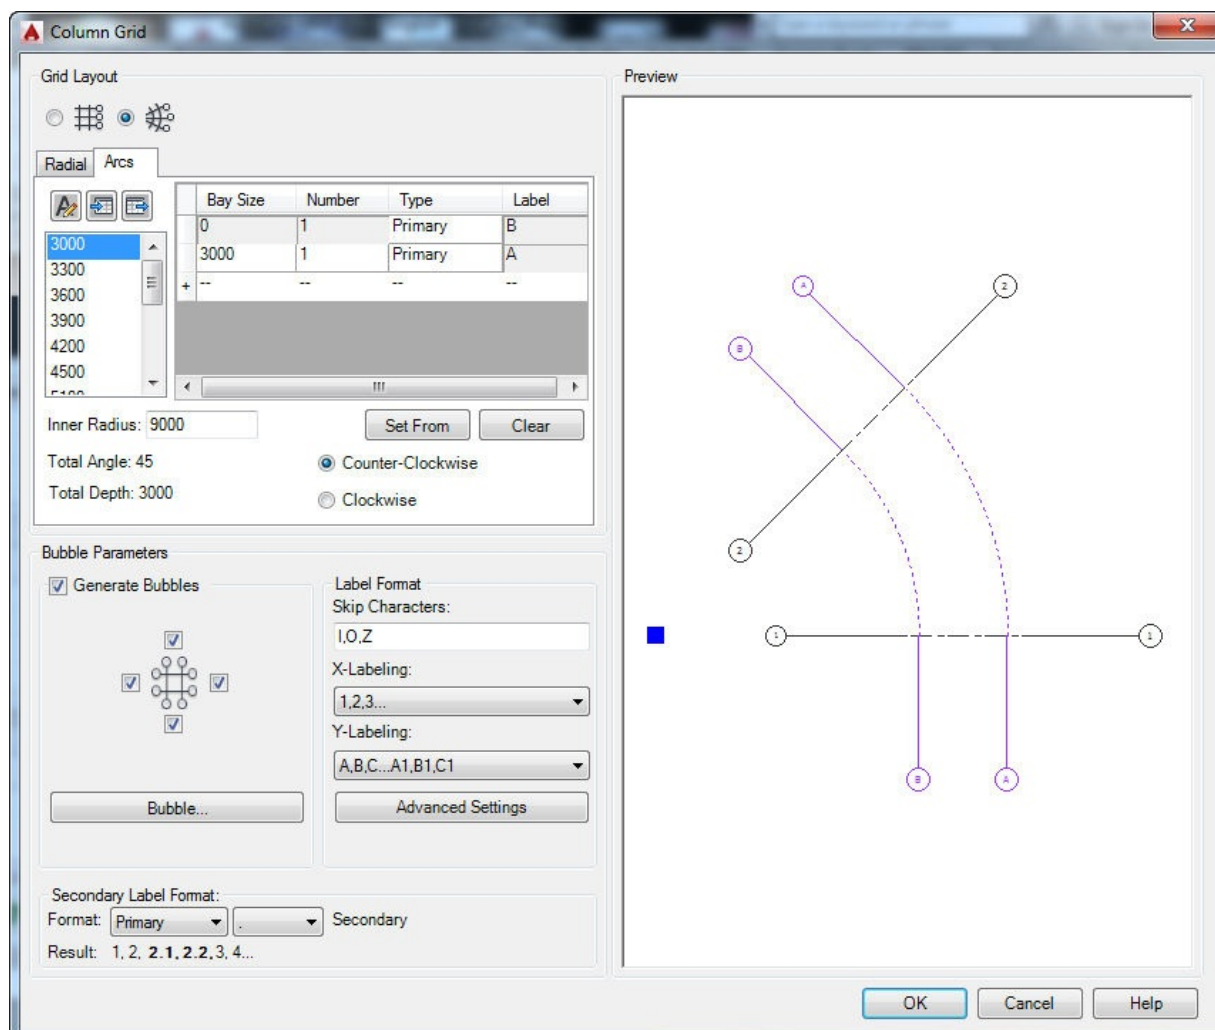 Column Grid
Grid Layout
Radial
Arcs
Bay Size Number Type Label
0 1 Primary B
3000 1 Primary A
+ -- -- -- --
3000
3300
3600
3900
4200
4500
Inner Radius: 9000
Set From
Clear
Total Angle: 45
Counter-Clockwise
Total Depth: 3000
Clockwise
Bubble Parameters
Generate Bubbles
Bubble...
Label Format
Skip Characters:
I,O,Z
X-Labeling:
1,2,3...
Y-Labeling:
A,B,C...A1,B1,C1
Advanced Settings
Secondary Label Format:
Format: Primary . Secondary
Result: 1, 2, 2.1, 2.2, 3, 4...
Preview
A
2
B
2
1
1
B
A
OK
Cancel
Help